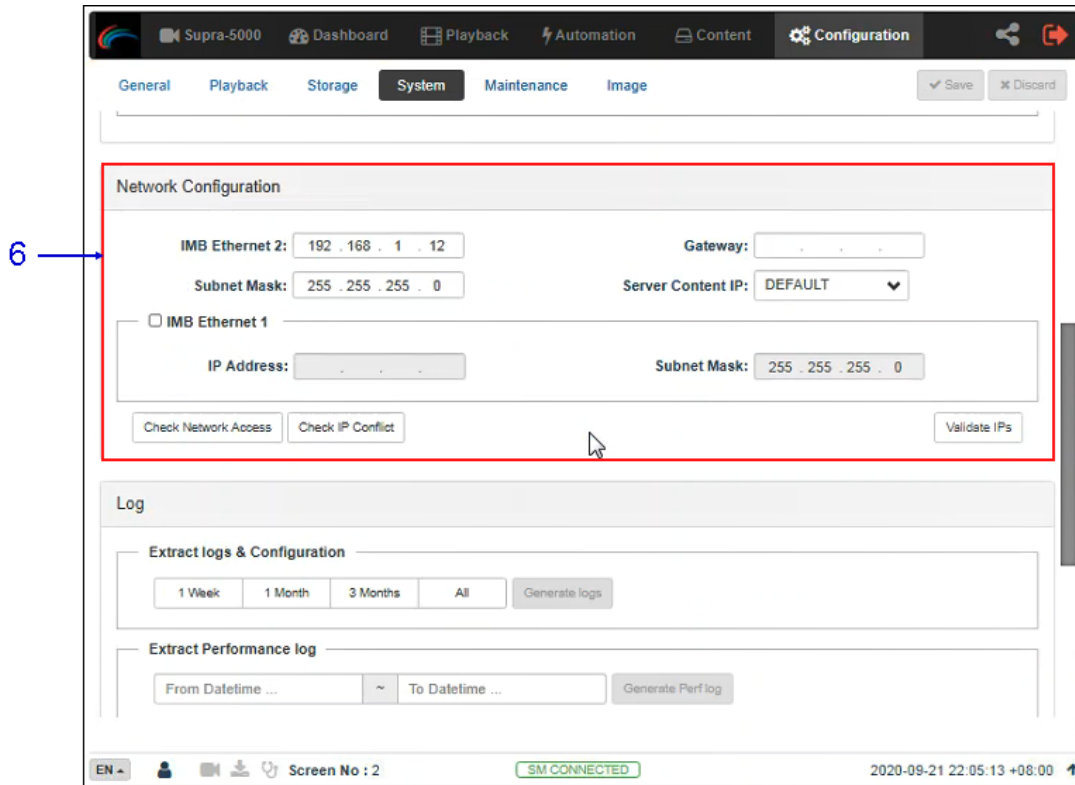 Supra-5000 Dashboard Playback Automation Content Configuration
General Playback Storage System Maintenance Image Save Discard
Network Configuration
6
IMB Ethernet 2: 192 . 168 . 1 . 12 Gateway: . . .
Subnet Mask: 255 . 255 . 255 . 0 Server Content IP: DEFAULT
IMB Ethernet 1
IP Address: . . . Subnet Mask: 255 . 255 . 255 . 0
Check Network Access Check IP Conflict Validate IPs
Log
Extract logs & Configuration
1 Week 1 Month 3 Months All Generate logs
Extract Performance log
From Datetime ... ~ To Datetime ... Generate Perf log
EN Screen No : 2 SM CONNECTED 2020-09-21 22:05:13 +08:00